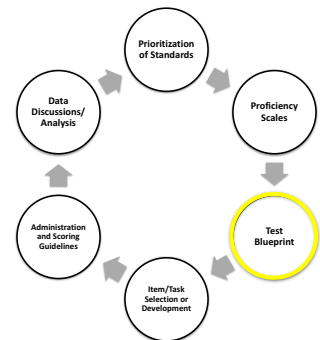 Prioritization
of Standards
Proficiency
Scales
Test
Blueprint
Item/Task
Selection or
Development
Administration
and Scoring
Guidelines
Data
Discussions/
Analysis